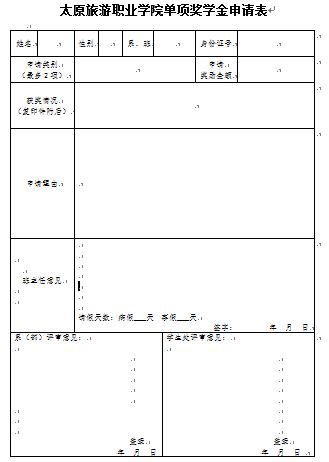 太原旅游职业学院单项奖学金申请表
姓名 性别 系、班 身份证号
申请类别
（最多2项）
申请
奖励金额
获奖情况
（复印件附后）
申请理由
班主任意见
请假天数：病假___天 事假___天
签字： 年 月 日
系（部）评审意见：
签章
年 月 日
学生处评审意见：
签章
年 月 日